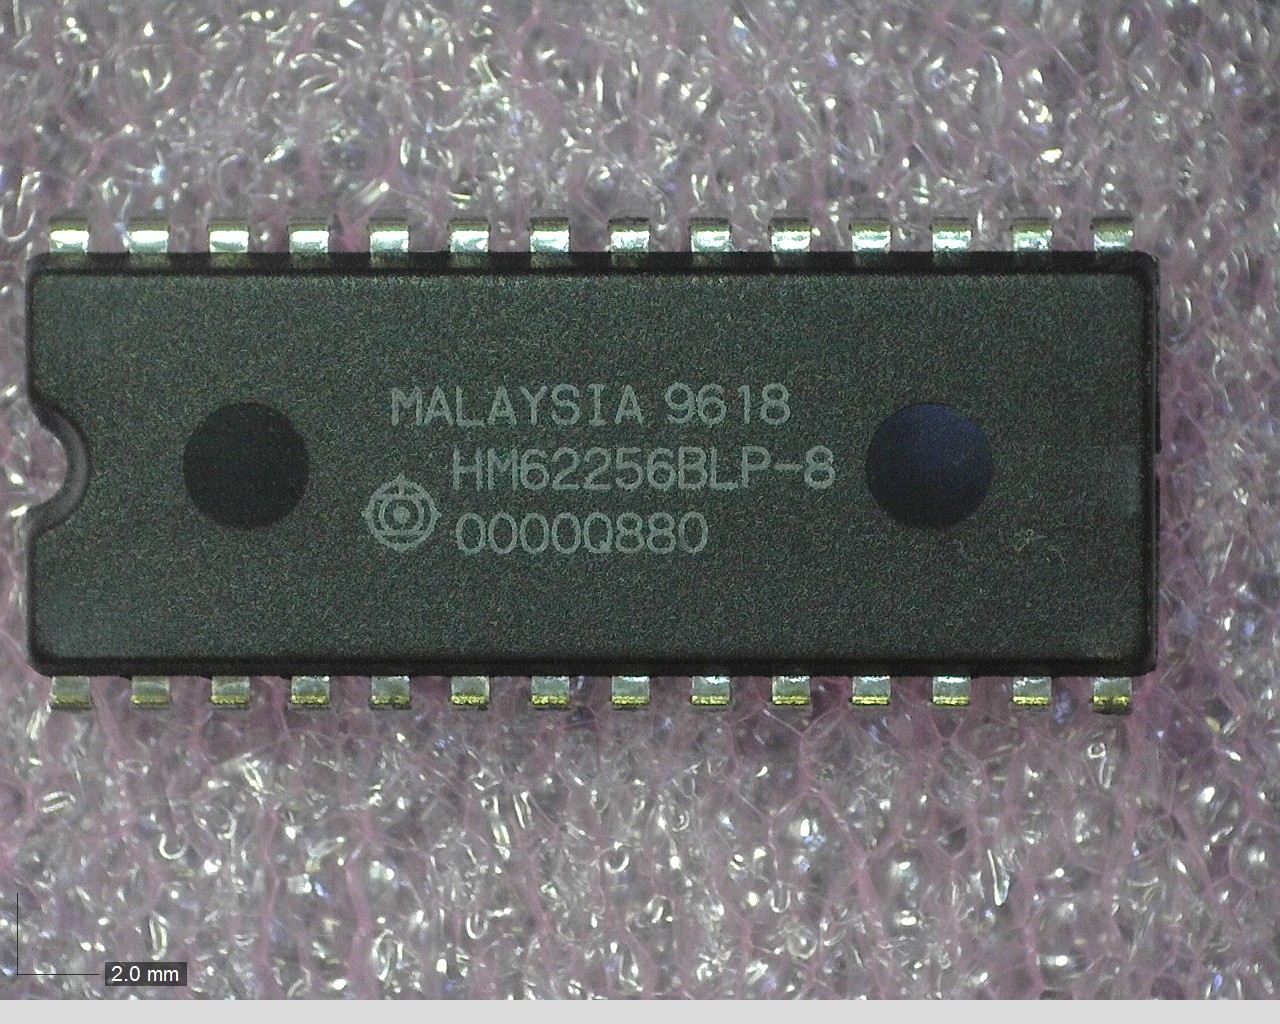 MALAYSIA 9618
HM62256BLP-8
0000Q880
2.0 mm